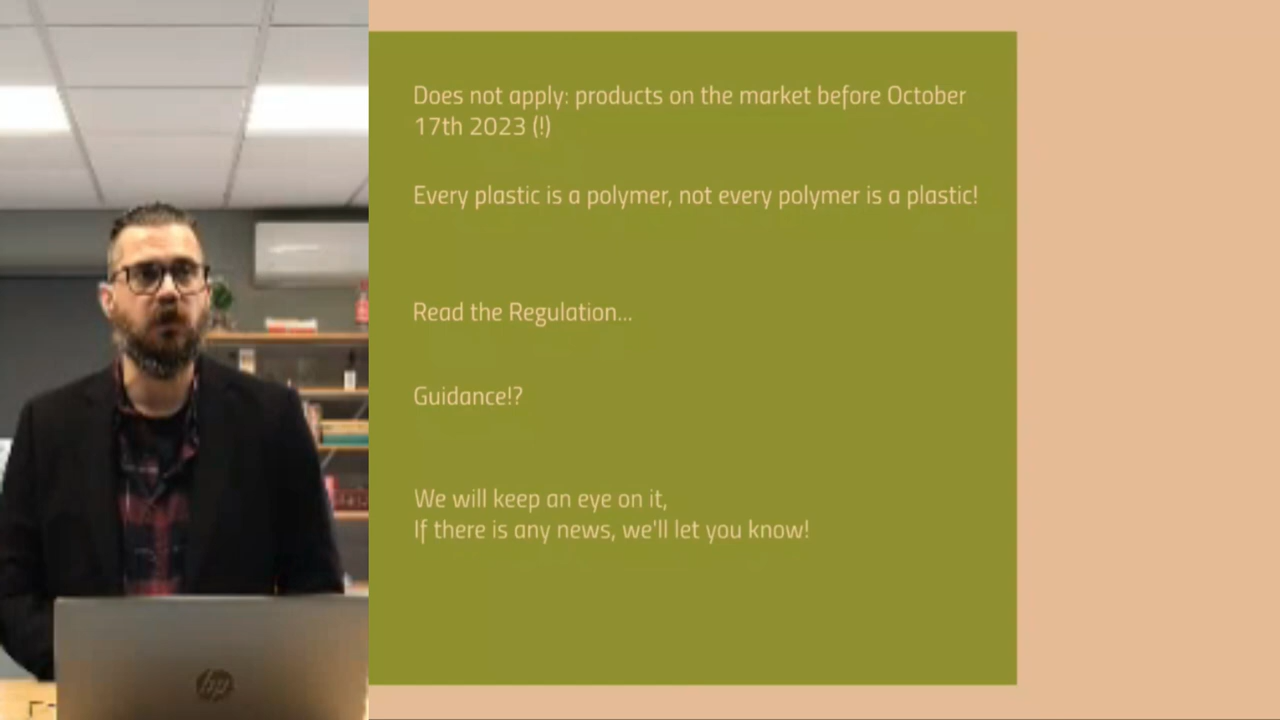 Does not apply: products on the market before October
17th 2023 (!)
Every plastic is a polymer, not every polymer is a plastic!
Read the Regulation...
Guidance!?
We will keep an eye on it,
If there is any news, we'll let you know!
hp